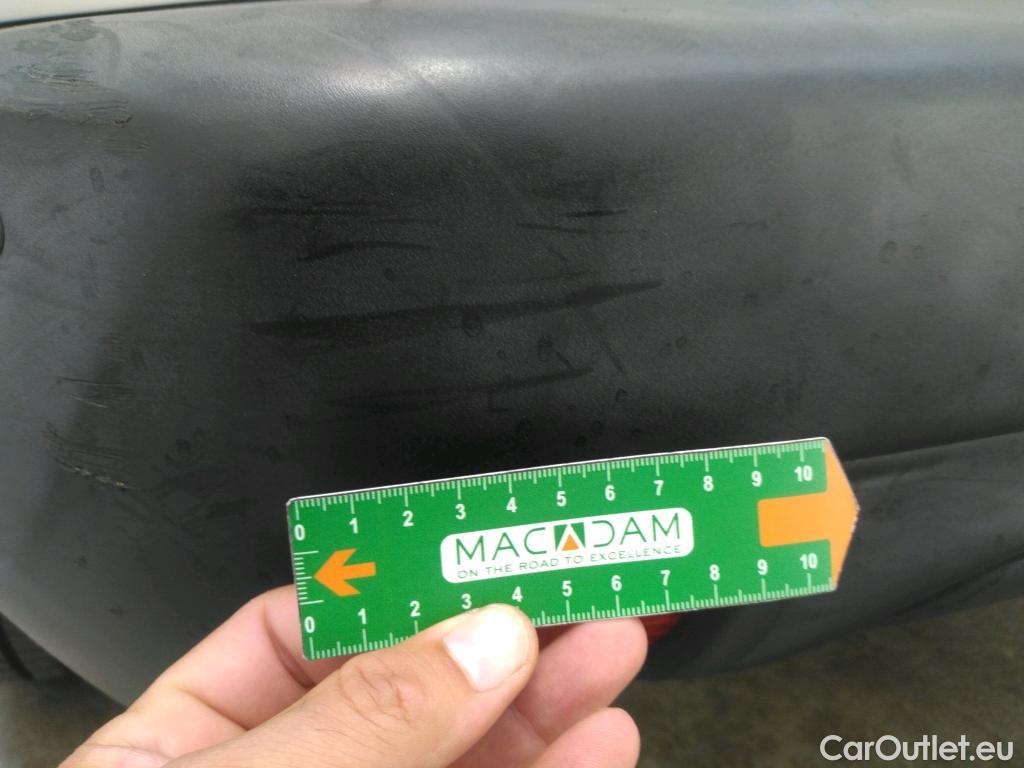 0 1 2 3 4 5 6 7 8 9 10
MACADAM
ON THE ROAD TO EXCELLENCE
0 1 2 3 4 5 6 7 8 9 10
CarOutlet.eu